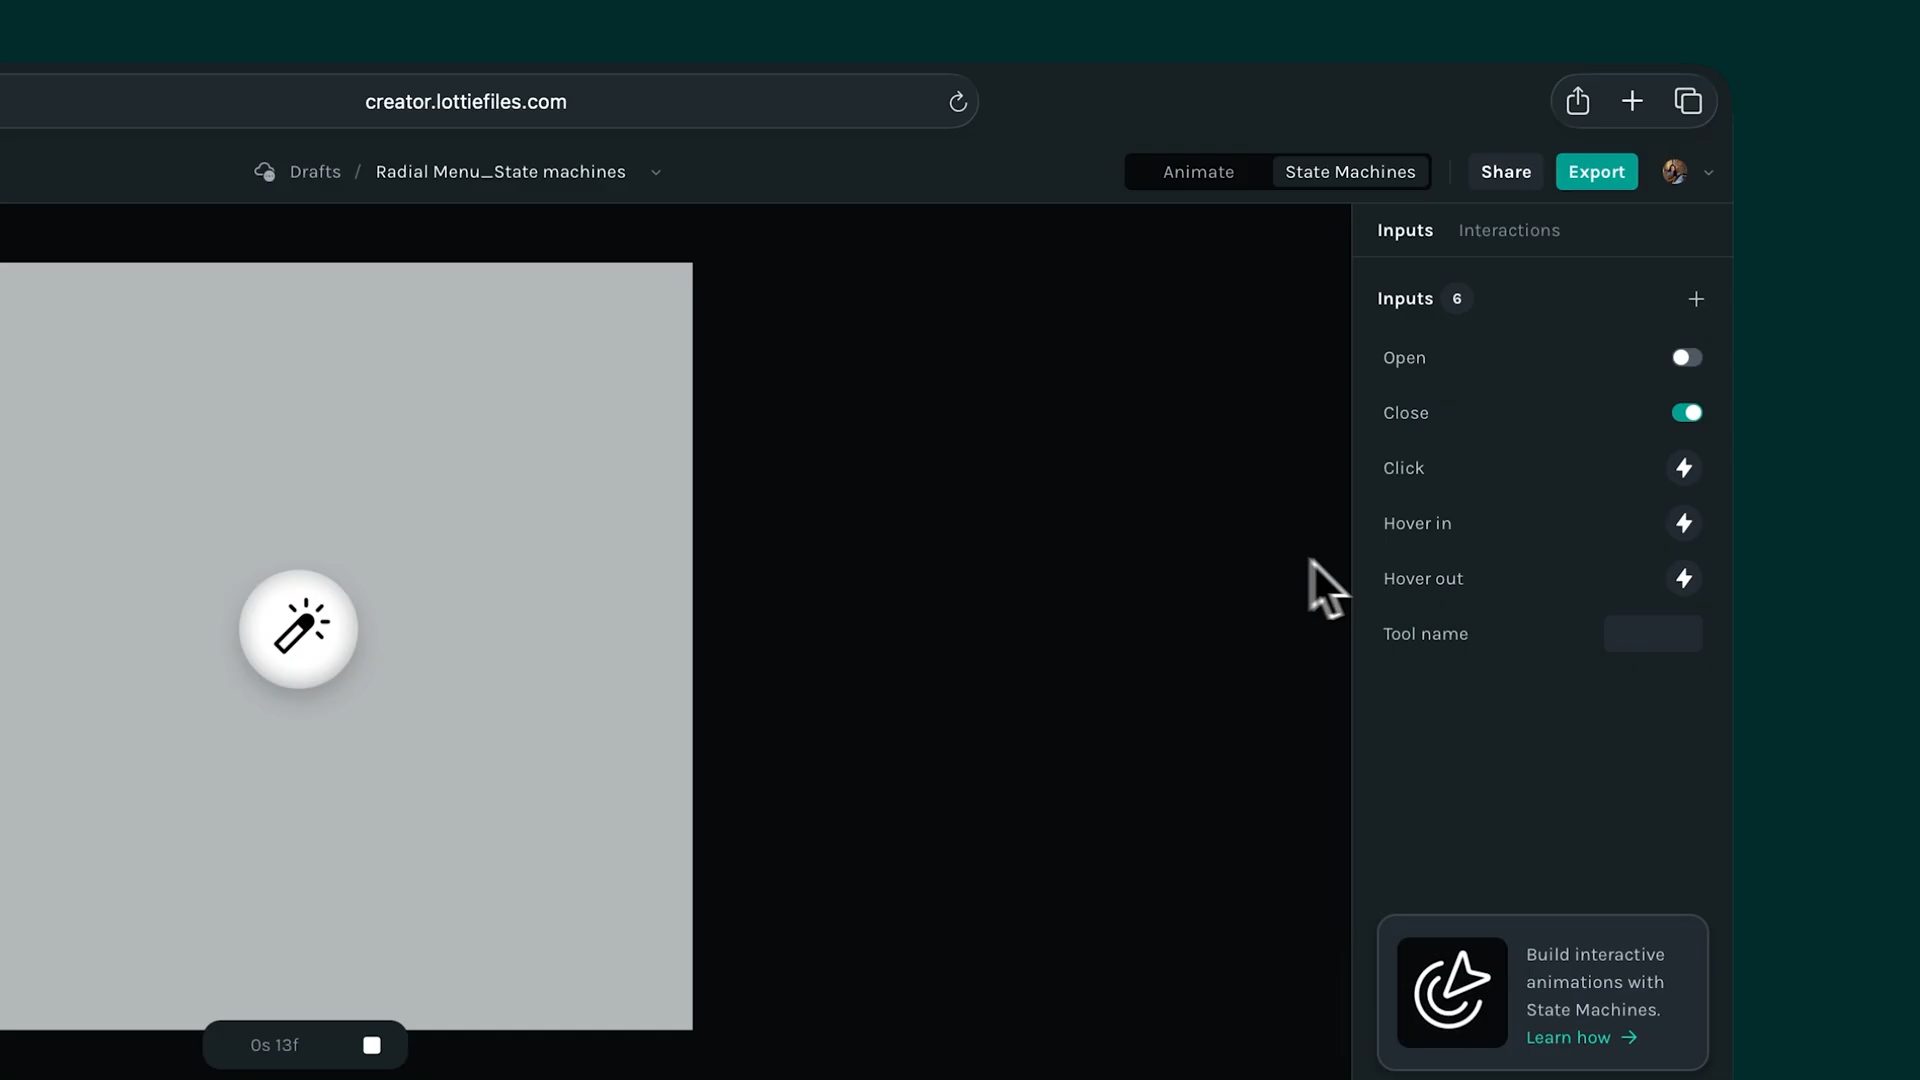 creator.lottiefiles.com
Drafts / Radial Menu_State machines
Animate
State Machines
Share
Export
Inputs
Interactions
Inputs 6
Open
Close
Click
Hover in
Hover out
Tool name
Build interactive
animations with
State Machines.
Learn how →
0s 13f